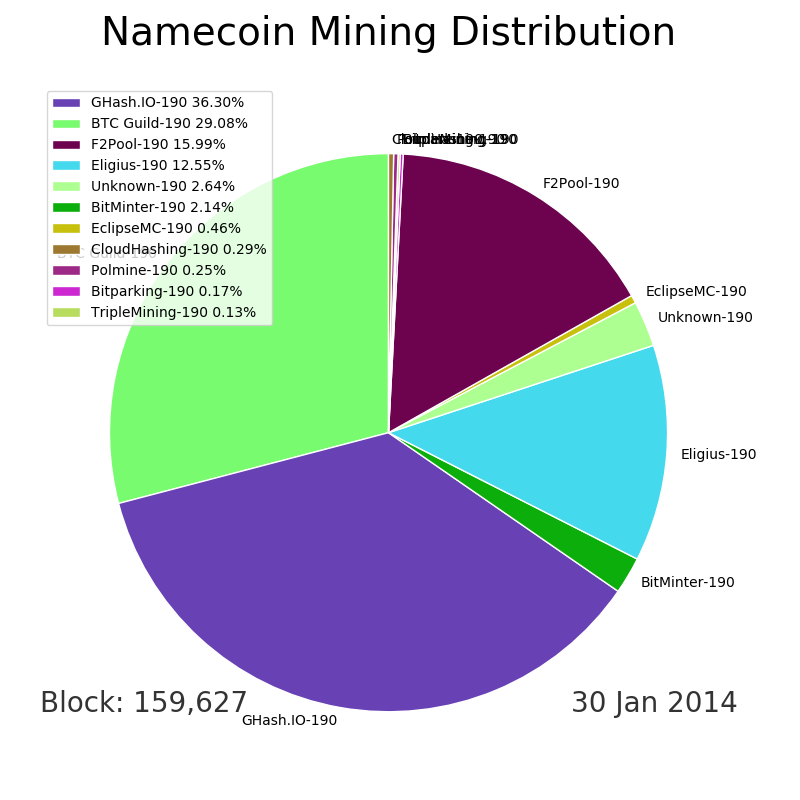 Namecoin Mining Distribution
GHash.IO-190 36.30%
BTC Guild-190 29.08%
F2Pool-190 15.99%
Eligius-190 12.55%
Unknown-190 2.64%
BitMinter-190 2.14%
EclipseMC-190 0.46%
CloudHashing-190 0.29%
Polmine-190 0.25%
Bitparking-190 0.17%
TripleMining-190 0.13%
BTC Guild-190
F2Pool-190
EclipseMC-190
Unknown-190
Eligius-190
BitMinter-190
GHash.IO-190
Block: 159,627
30 Jan 2014